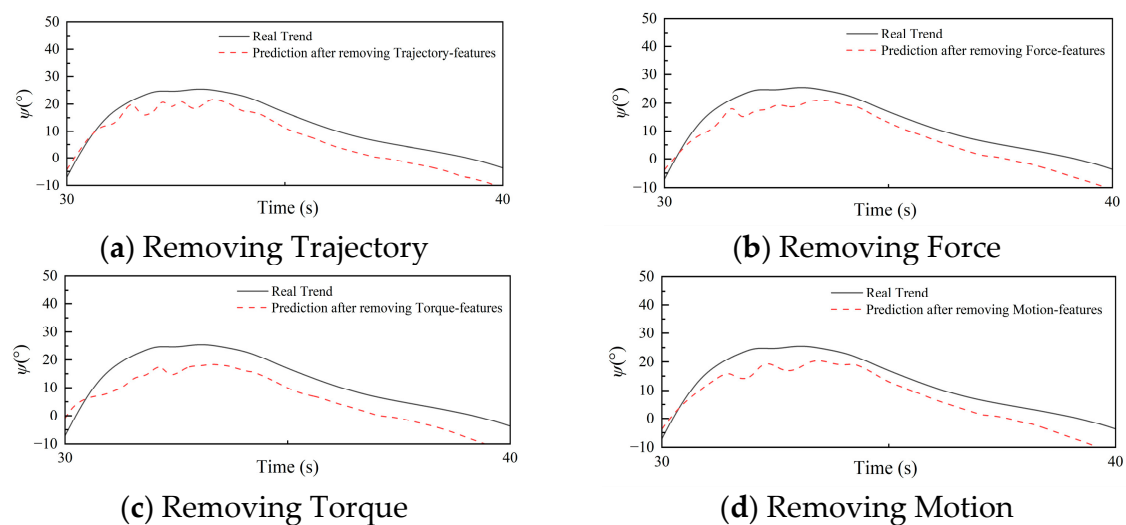 50
40
30
20
10
0
−10
ψ(°)
Real Trend
Prediction after removing Trajectory-features
30
40
Time (s)
(a) Removing Trajectory
50
40
30
20
10
0
−10
ψ(°)
Real Trend
Prediction after removing Force-features
30
40
Time (s)
(b) Removing Force
50
40
30
20
10
0
−10
ψ(°)
Real Trend
Prediction after removing Torque-features
30
40
Time (s)
(c) Removing Torque
50
40
30
20
10
0
−10
ψ(°)
Real Trend
Prediction after removing Motion-features
30
40
Time (s)
(d) Removing Motion